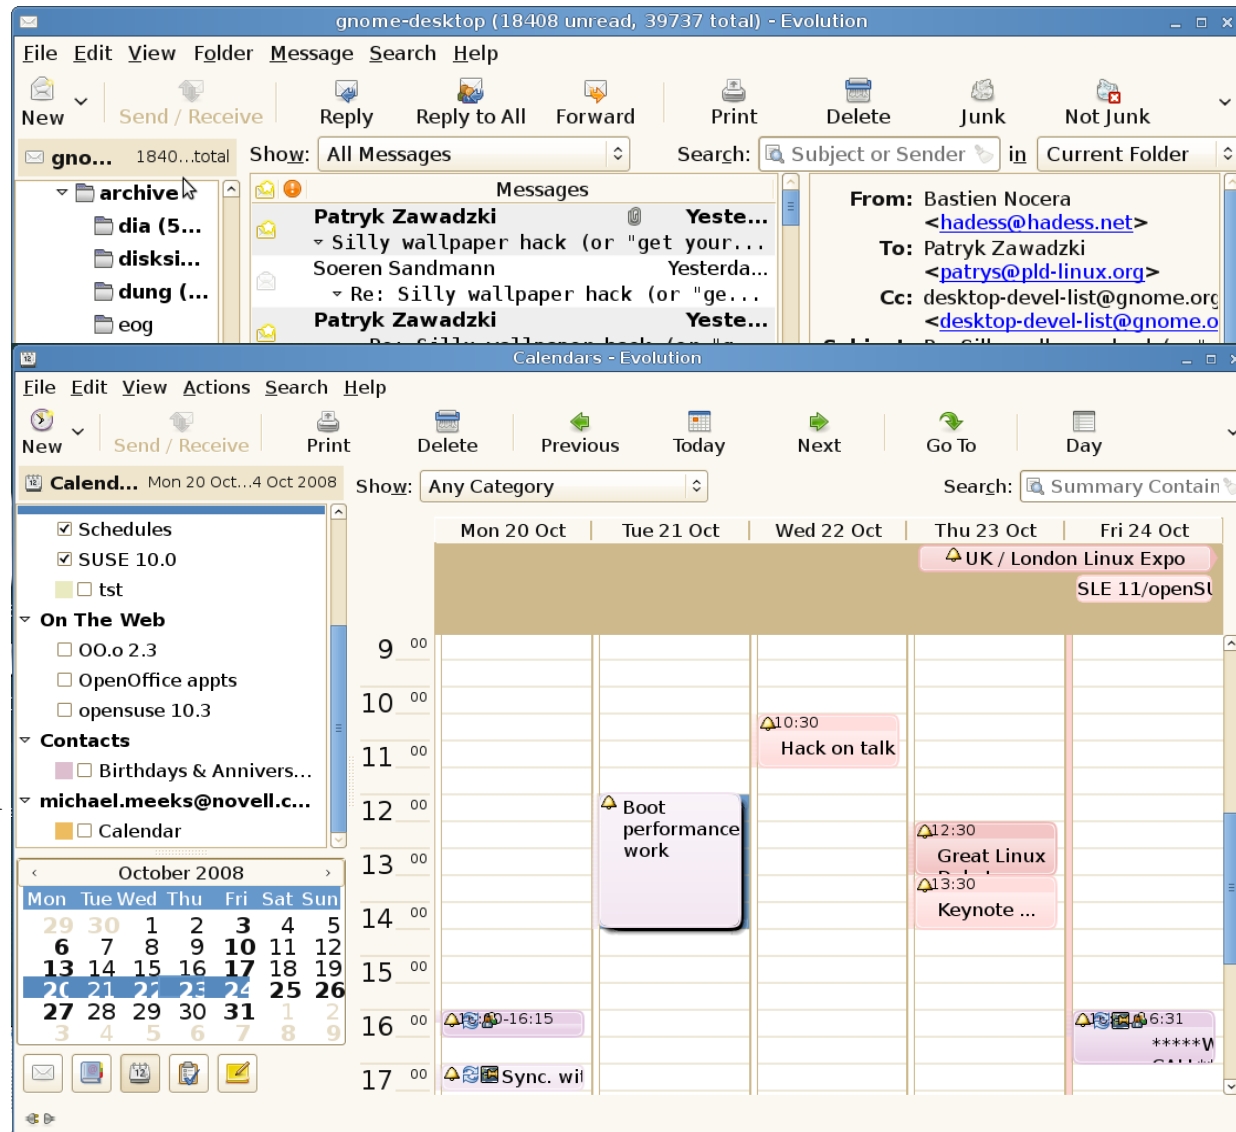 gnome-desktop (18408 unread, 39737 total) - Evolution
File Edit View Folder Message Search Help
New Send / Receive Reply Reply to All Forward Print Delete Junk Not Junk
gno... 1840...total Show: All Messages Search: Subject or Sender in Current Folder
archive
dia (5...
disksi...
dung (...
eog
Messages
Patryk Zawadzki Yeste...
Silly wallpaper hack (or "get your...
Soeren Sandmann Yesterda...
Re: Silly wallpaper hack (or "ge...
Patryk Zawadzki Yeste...
From: Bastien Nocera
<hadess@hadess.net>
To: Patryk Zawadzki
<patrys@pld-linux.org>
Cc: desktop-devel-list@gnome.org
<desktop-devel-list@gnome.o
Calendars - Evolution
File Edit View Actions Search Help
New Send / Receive Print Delete Previous Today Next Go To Day
Calend... Mon 20 Oct...4 Oct 2008 Show: Any Category Search: Summary Contain
Schedules
SUSE 10.0
tst
On The Web
OO.o 2.3
OpenOffice appts
opensuse 10.3
Contacts
Birthdays & Annivers...
michael.meeks@novell.c...
Calendar
October 2008
Mon Tue Wed Thu Fri Sat Sun
29 30 1 2 3 4 5
6 7 8 9 10 11 12
13 14 15 16 17 18 19
20 21 22 23 24 25 26
27 28 29 30 31 1 2
3 4 5 6 7 8 9
Mon 20 Oct Tue 21 Oct Wed 22 Oct Thu 23 Oct Fri 24 Oct
UK / London Linux Expo
SLE 11/openSU
9 00
10 00
10:30
Hack on talk
11 00
12 00
Boot
performance
work
12:30
Great Linux
13 00
13:30
Keynote ...
14 00
15 00
16 00
0-16:15
6:31
*****W
17 00
Sync. wit